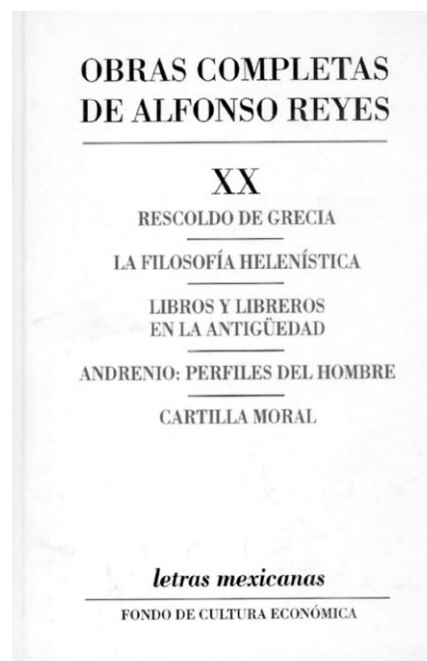 OBRAS COMPLETAS
DE ALFONSO REYES
XX
RESCOLDO DE GRECIA
LA FILOSOFÍA HELENÍSTICA
LIBROS Y LIBREROS
EN LA ANTIGÜEDAD
ANDRENIO: PERFILES DEL HOMBRE
CARTILLA MORAL
letras mexicanas
FONDO DE CULTURA ECONÓMICA